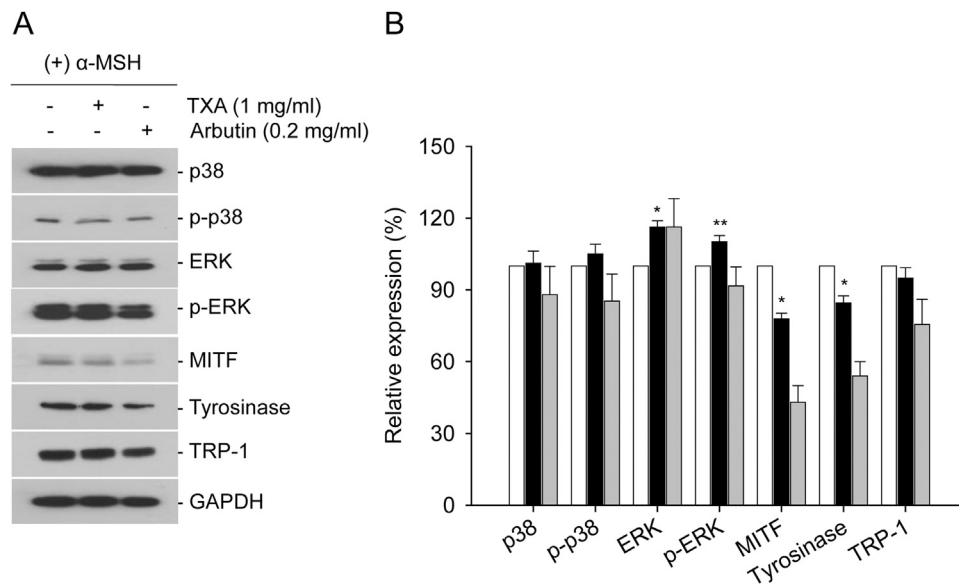 A
(+) α-MSH
- + - TXA (1 mg/ml)
- - + Arbutin (0.2 mg/ml)
- p38
- p-p38
- ERK
- p-ERK
- MITF
- Tyrosinase
- TRP-1
- GAPDH
B
Relative expression (%)
150
120
90
60
30
0
*
**
*
*
p38
p-p38
ERK
p-ERK
MITF
Tyrosinase
TRP-1